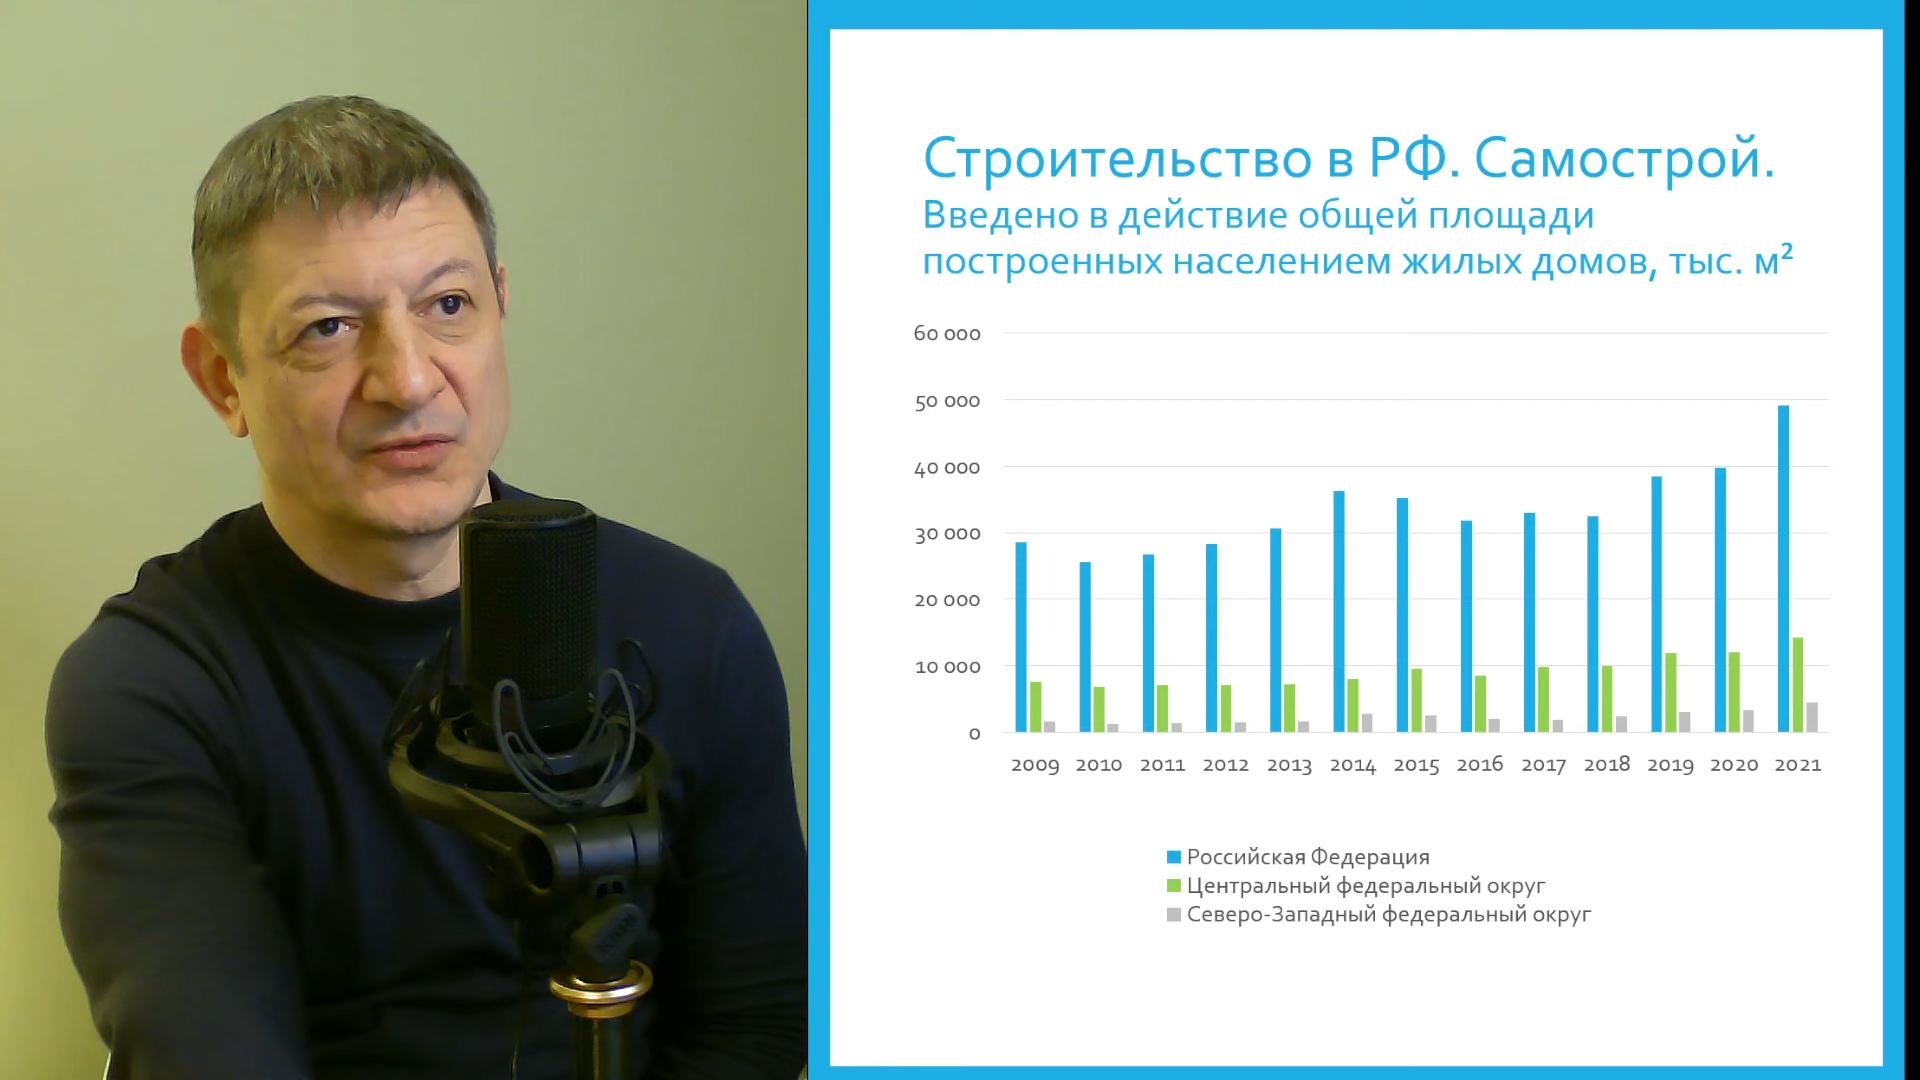 Строительство в РФ. Самострой.
Введено в действие общей площади
построенных населением жилых домов, тыс. м²
60 000
50 000
40 000
30 000
20 000
10 000
0
2009 2010 2011 2012 2013 2014 2015 2016 2017 2018 2019 2020 2021
Российская Федерация
Центральный федеральный округ
Северо-Западный федеральный округ